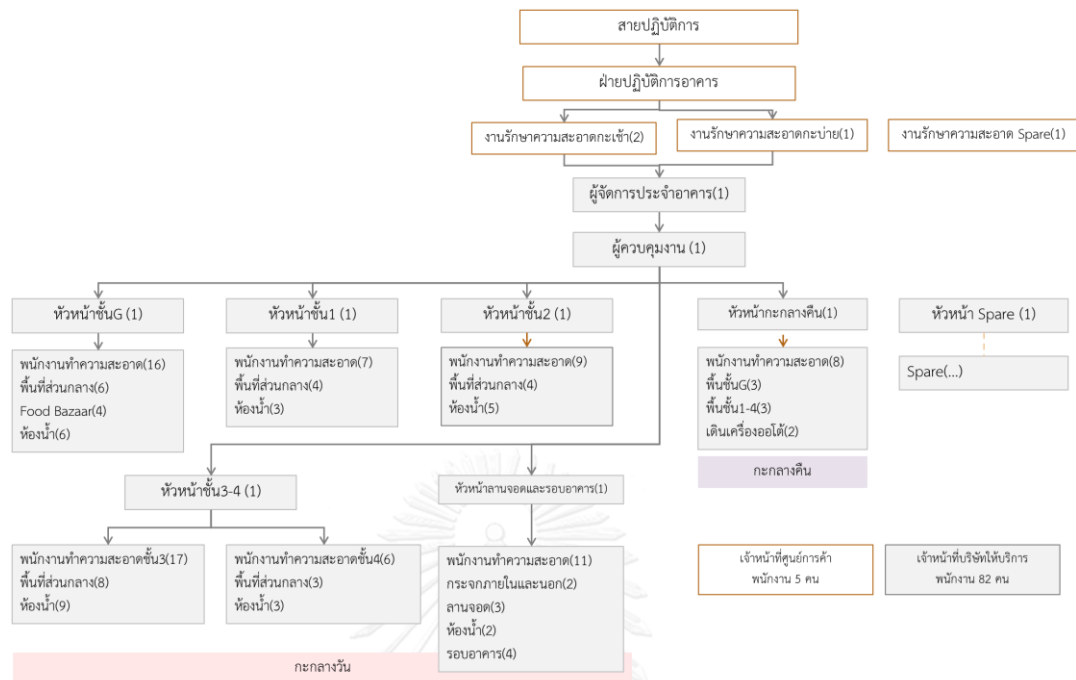 สายปฏิบัติการ
ฝ่ายปฏิบัติการอาคาร
งานรักษาความสะอาดกะเช้า(2)
งานรักษาความสะอาดกะบ่าย(1)
งานรักษาความสะอาด Spare(1)
ผู้จัดการประจำอาคาร(1)
ผู้ควบคุมงาน (1)
หัวหน้าชั้นG (1)
หัวหน้าชั้น1 (1)
หัวหน้าชั้น2 (1)
หัวหน้ากะกลางคืน(1)
หัวหน้า Spare (1)
พนักงานทำความสะอาด(16)
พื้นที่ส่วนกลาง(6)
Food Bazaar(4)
ห้องน้ำ(6)
พนักงานทำความสะอาด(7)
พื้นที่ส่วนกลาง(4)
ห้องน้ำ(3)
พนักงานทำความสะอาด(9)
พื้นที่ส่วนกลาง(4)
ห้องน้ำ(5)
พนักงานทำความสะอาด(8)
พื้นชั้นG(3)
พื้นชั้น1-4(3)
เดินเครื่องออโต้(2)
Spare(...)
กะกลางคืน
หัวหน้าชั้น3-4 (1)
หัวหน้าลานจอดและรอบอาคาร(1)
พนักงานทำความสะอาดชั้น3(17)
พื้นที่ส่วนกลาง(8)
ห้องน้ำ(9)
พนักงานทำความสะอาดชั้น4(6)
พื้นที่ส่วนกลาง(3)
ห้องน้ำ(3)
พนักงานทำความสะอาด(11)
กระจกภายในและนอก(2)
ลานจอด(3)
ห้องน้ำ(2)
รอบอาคาร(4)
เจ้าหน้าที่ศูนย์การค้า
พนักงาน 5 คน
เจ้าหน้าที่บริษัทให้บริการ
พนักงาน 82 คน
กะกลางวัน